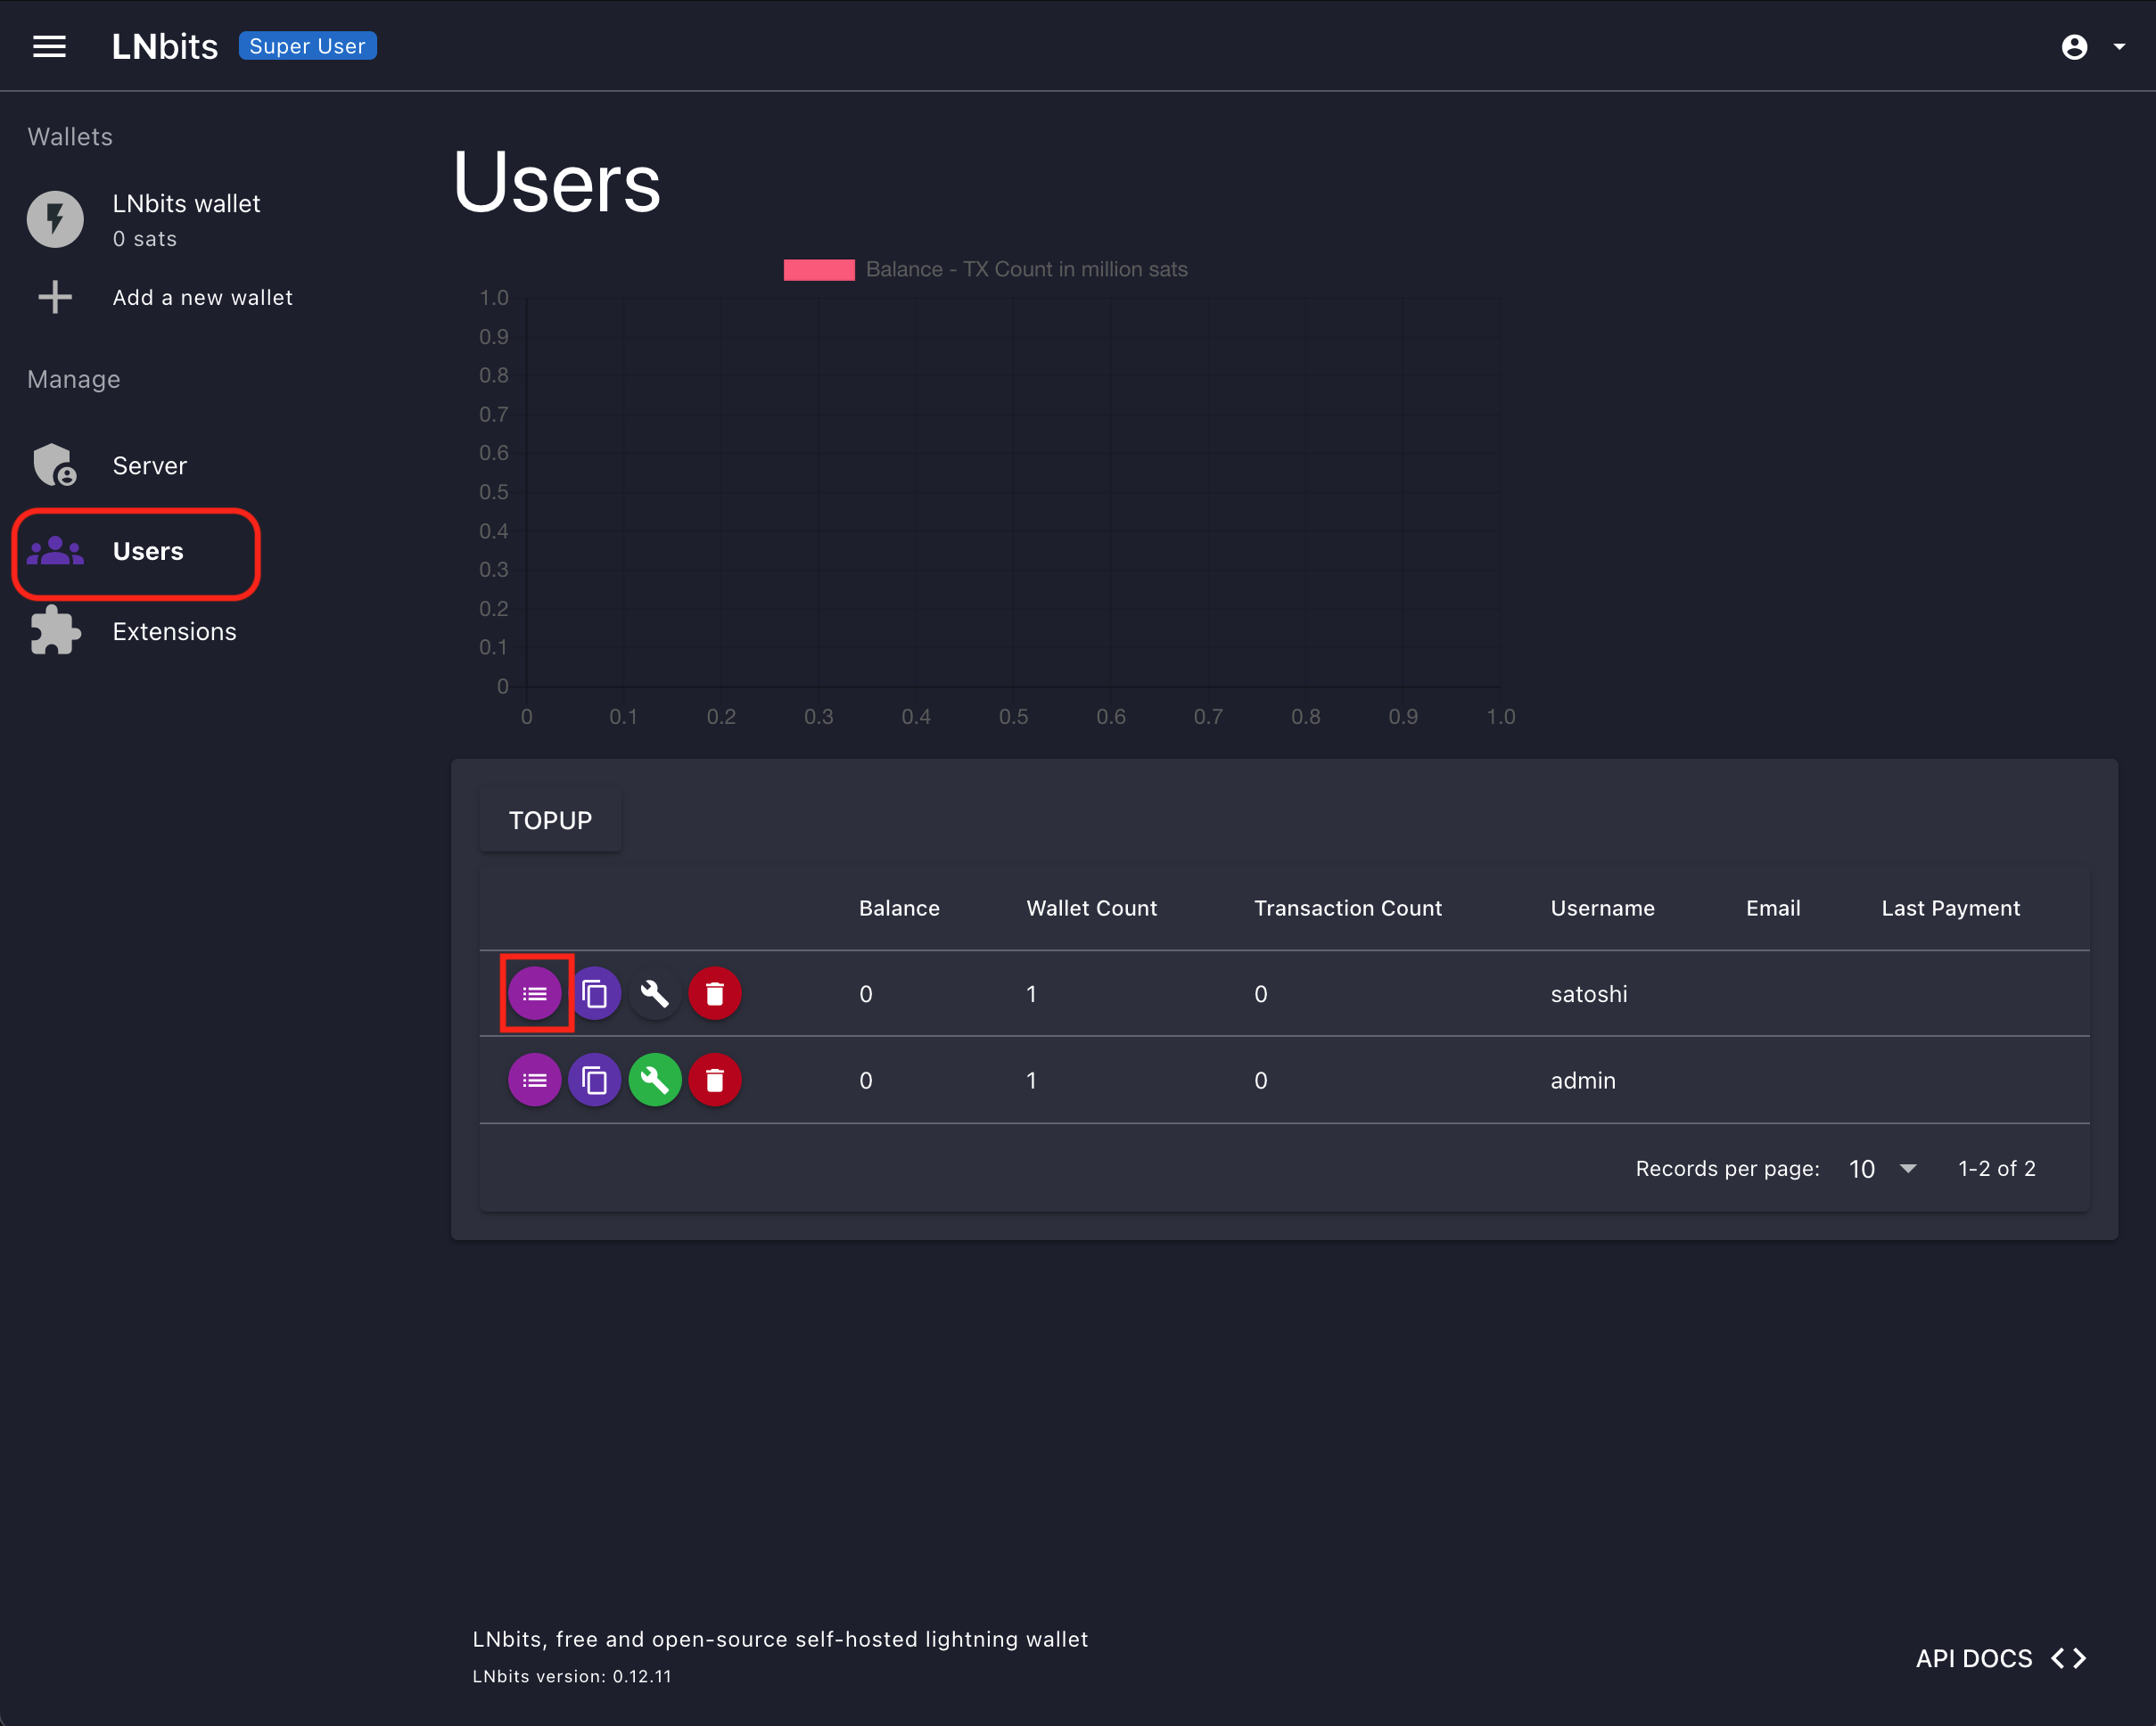 LNbits Super User
Wallets
LNbits wallet
0 sats
Add a new wallet
Manage
Server
Users
Extensions
Users
Balance - TX Count in million sats
1.0
0.9
0.8
0.7
0.6
0.5
0.4
0.3
0.2
0.1
0
0 0.1 0.2 0.3 0.4 0.5 0.6 0.7 0.8 0.9 1.0
TOPUP
Balance Wallet Count Transaction Count Username Email Last Payment
0 1 0 satoshi
0 1 0 admin
Records per page: 10 1-2 of 2
LNbits, free and open-source self-hosted lightning wallet
LNbits version: 0.12.11
API DOCS